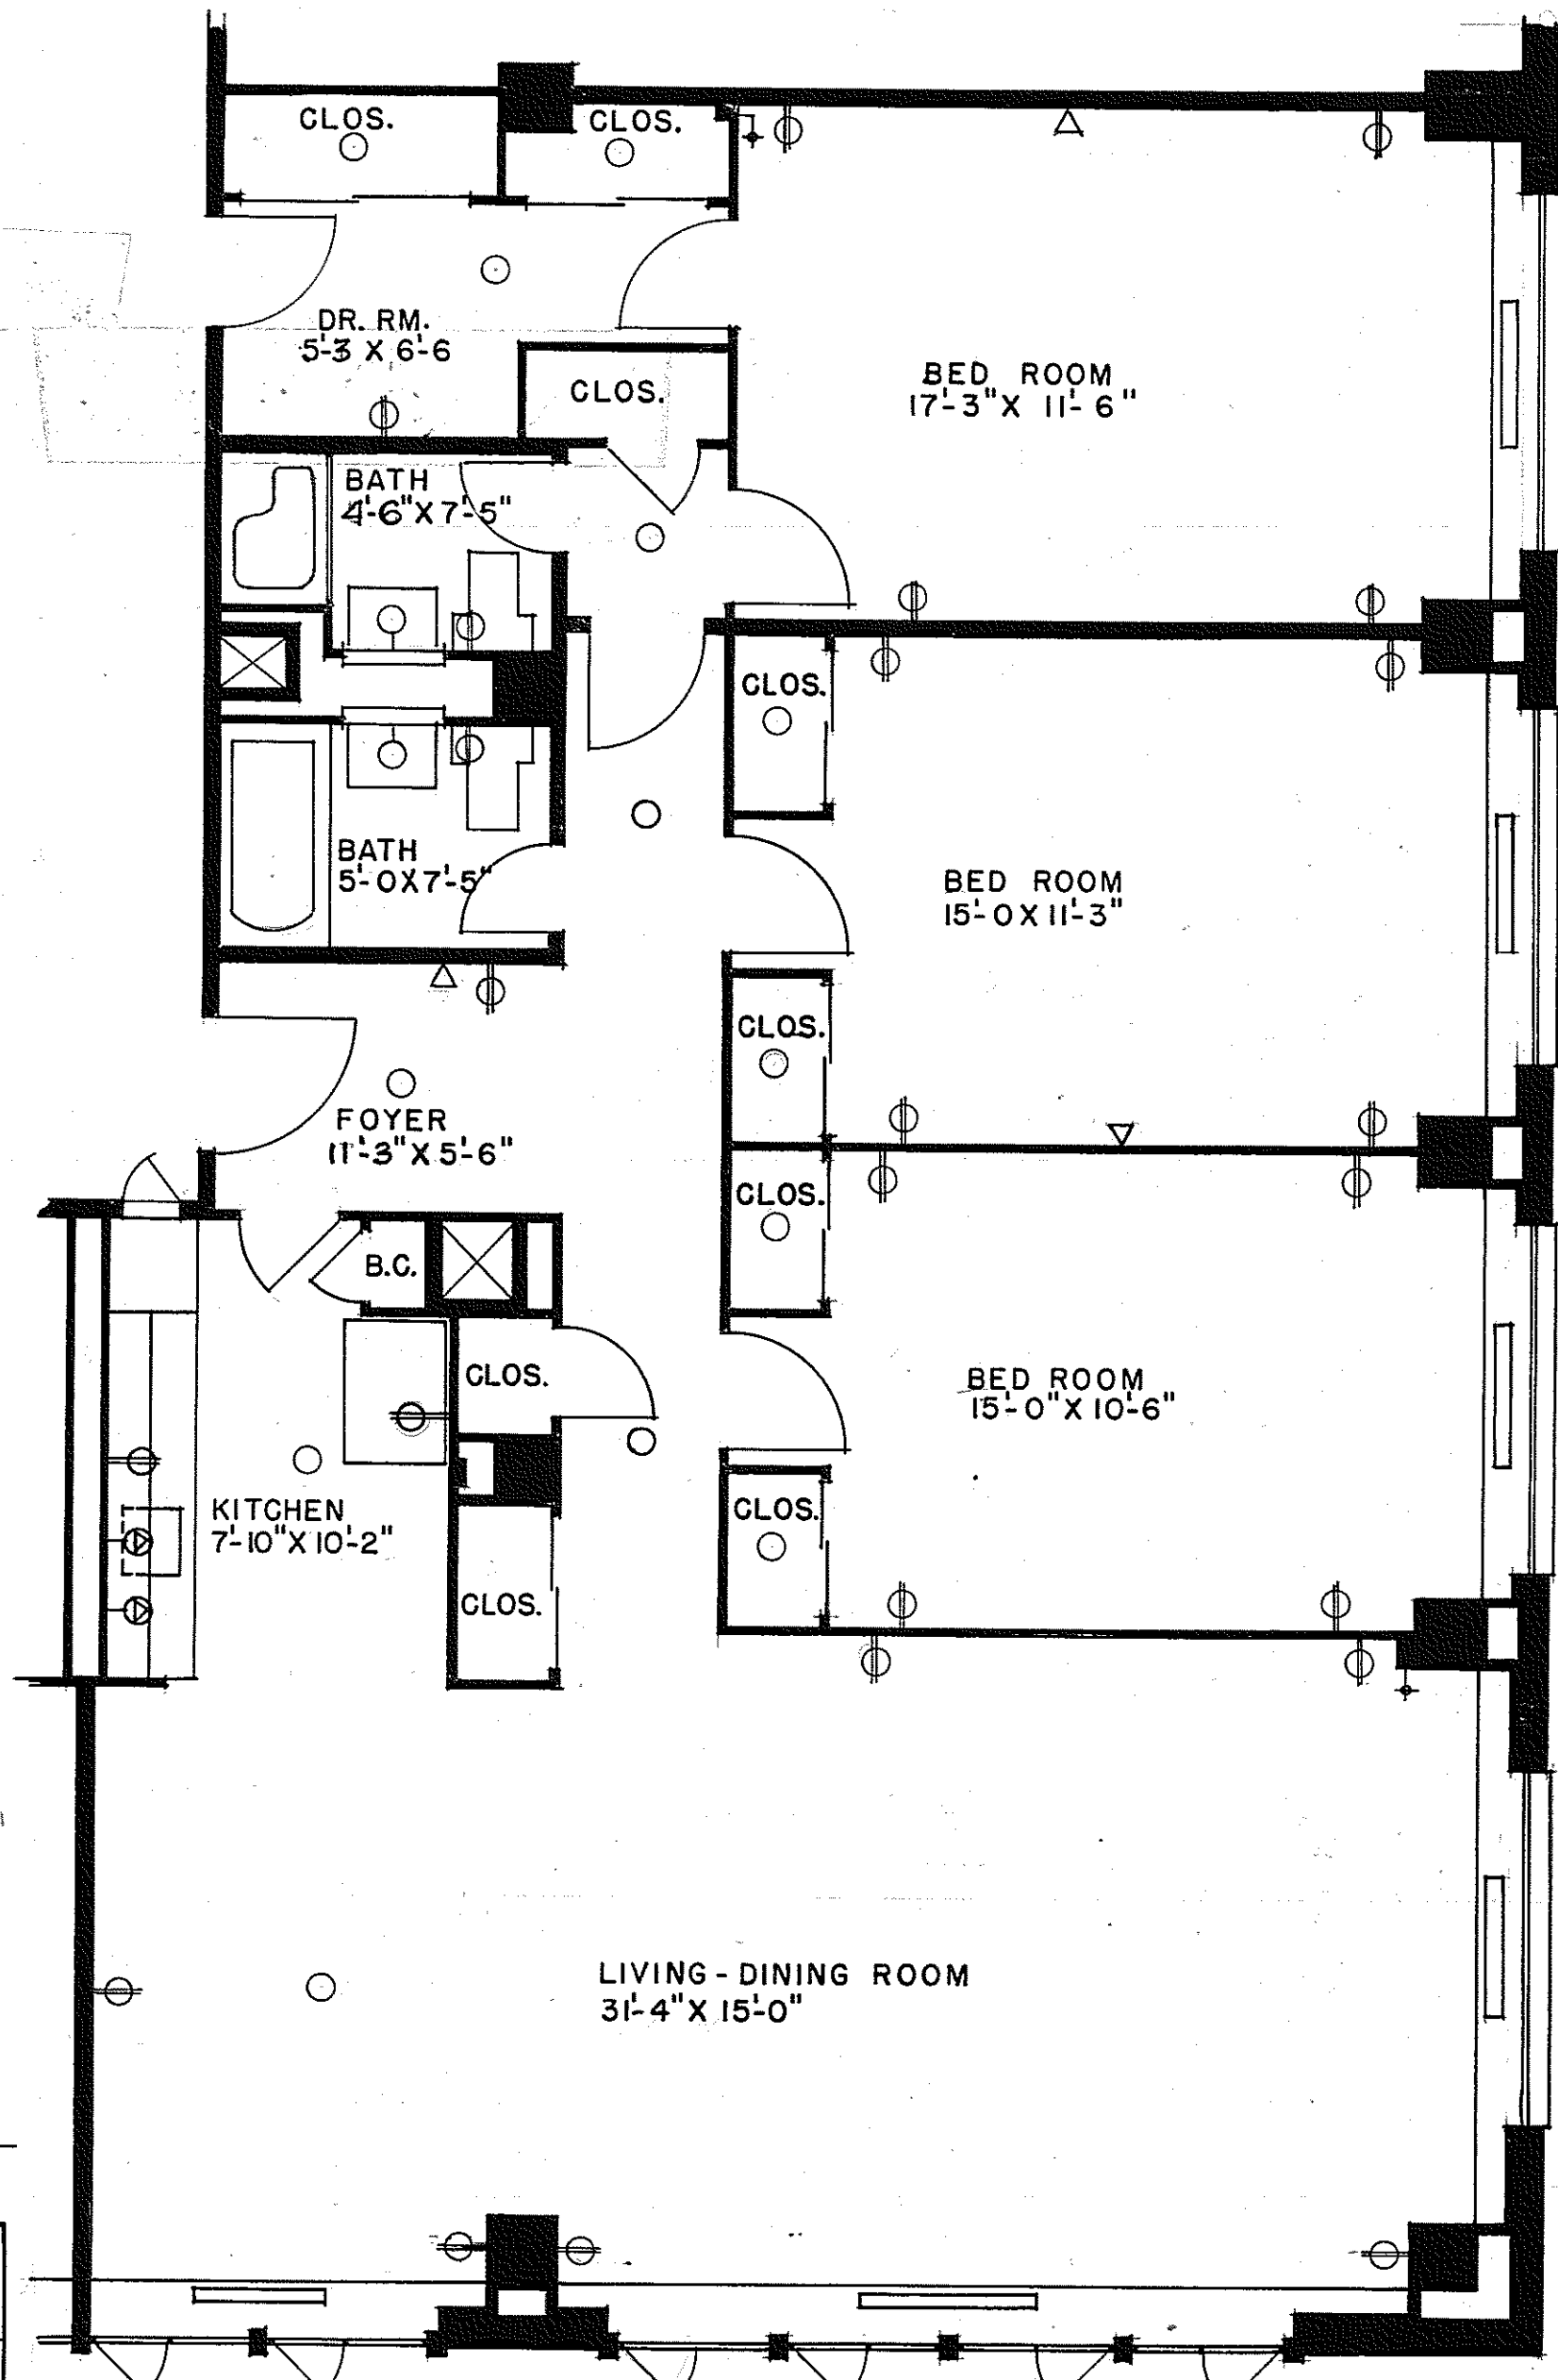 CLOS.
CLOS.
DR. RM.
5'-3 X 6'-6
CLOS.
BED ROOM
17'-3" X 11'-6"
BATH
4'-6" X 7'-5"
CLOS.
BATH
5'-0 X 7'-5"
BED ROOM
15'-0 X 11'-3"
CLOS.
FOYER
11'-3" X 5'-6"
CLOS.
B.C.
CLOS.
BED ROOM
15'-0" X 10'-6"
KITCHEN
7'-10" X 10'-2"
CLOS.
CLOS.
LIVING - DINING ROOM
31'-4" X 15'-0"